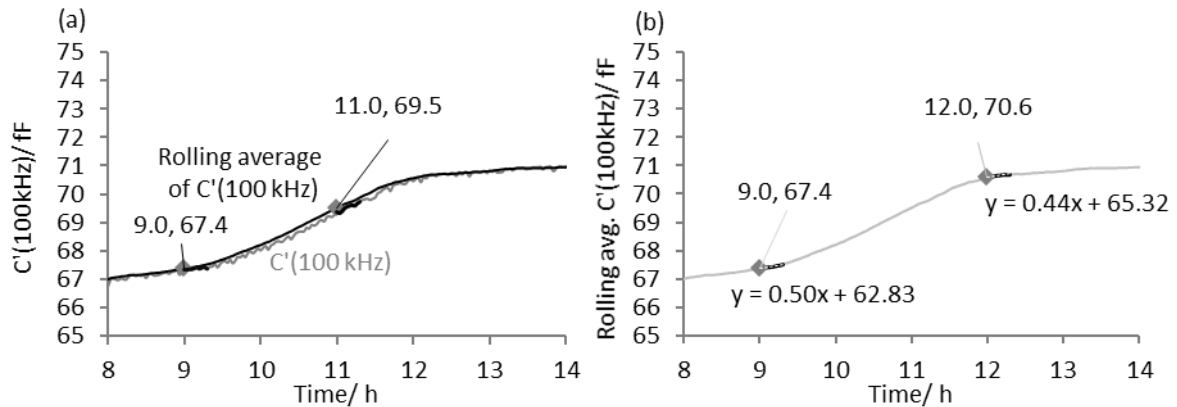 (a)
75
74
73
72
71
70
69
68
67
66
65
C'(100kHz)/ fF
11.0, 69.5
Rolling average
of C'(100 kHz)
9.0, 67.4
C'(100 kHz)
8 9 10 11 12 13 14
Time/ h
(b)
75
74
73
72
71
70
69
68
67
66
65
Rolling avg. C'(100kHz)/ fF
12.0, 70.6
9.0, 67.4
y = 0.44x + 65.32
y = 0.50x + 62.83
8 9 10 11 12 13 14
Time/ h